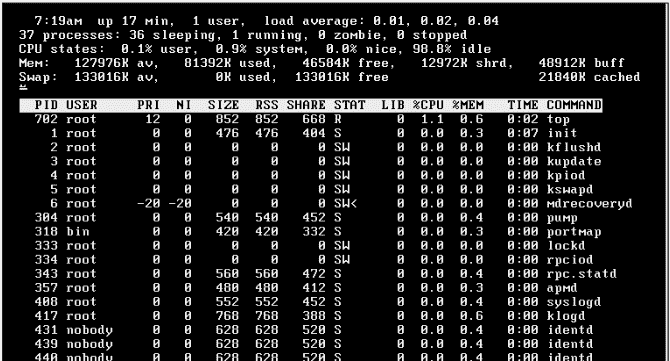 7:19am  up 17 min,  1 user,  load average: 0.01, 0.02, 0.04
37 processes: 36 sleeping, 1 running, 0 zombie, 0 stopped
CPU states:  0.1% user,  0.9% system,  0.0% nice, 98.8% idle
Mem:   127976K av,   81392K used,   46584K free,   12972K shrd,   48912K buff
Swap:  133016K av,       0K used,  133016K free                   21840K cached
PID USER     PRI  NI  SIZE  RSS SHARE STAT  LIB %CPU %MEM   TIME COMMAND
702 root      12   0   852  852   668 R       0  1.1  0.6   0:02 top
1 root       0   0   476  476   404 S       0  0.0  0.3   0:07 init
2 root       0   0     0    0     0 SW      0  0.0  0.0   0:00 kflushd
3 root       0   0     0    0     0 SW      0  0.0  0.0   0:00 kupdate
4 root       0   0     0    0     0 SW      0  0.0  0.0   0:00 kpiod
5 root       0   0     0    0     0 SW      0  0.0  0.0   0:00 kswapd
6 root     -20 -20     0    0     0 SW<     0  0.0  0.0   0:00 mdrecoveryd
304 root       0   0   540  540   452 S       0  0.0  0.4   0:00 pump
318 bin        0   0   420  420   332 S       0  0.0  0.3   0:00 portmap
333 root       0   0     0    0     0 SW      0  0.0  0.0   0:00 lockd
334 root       0   0     0    0     0 SW      0  0.0  0.0   0:00 rpciod
343 root       0   0   560  560   472 S       0  0.0  0.4   0:00 rpc.statd
357 root       0   0   480  480   412 S       0  0.0  0.3   0:00 apmd
408 root       0   0   552  552   452 S       0  0.0  0.4   0:00 syslogd
417 root       0   0   768  768   388 S       0  0.0  0.6   0:00 klogd
431 nobody     0   0   628  628   520 S       0  0.0  0.4   0:00 identd
439 nobody     0   0   628  628   520 S       0  0.0  0.4   0:00 identd
440 nobody     0   0   628  628   520 S       0  0.0  0.4   0:00 identd